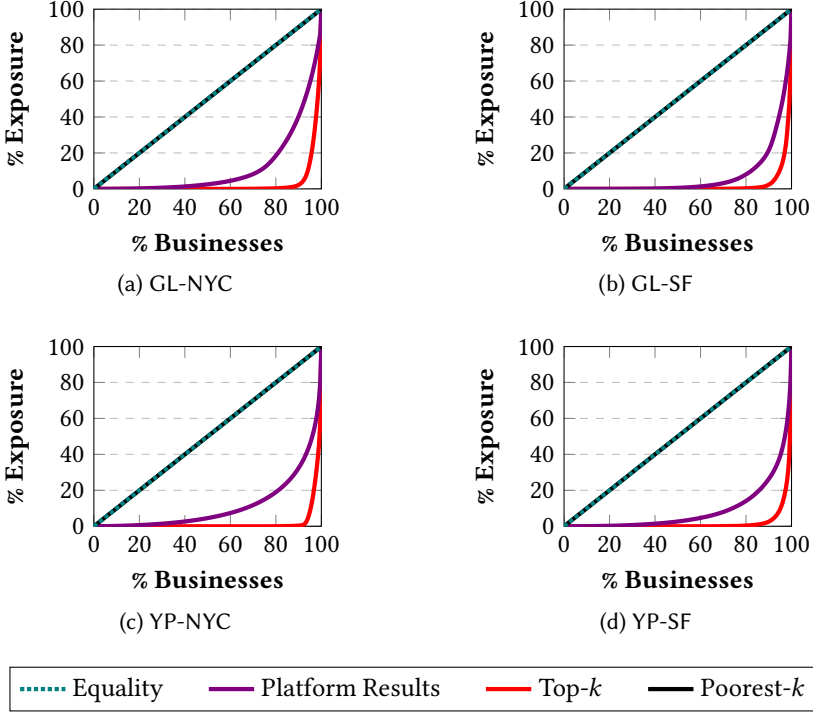 % Exposure
100
80
60
40
20
0
0 20 40 60 80 100
% Businesses
(a) GL-NYC
% Exposure
100
80
60
40
20
0
0 20 40 60 80 100
% Businesses
(b) GL-SF
% Exposure
100
80
60
40
20
0
0 20 40 60 80 100
% Businesses
(c) YP-NYC
% Exposure
100
80
60
40
20
0
0 20 40 60 80 100
% Businesses
(d) YP-SF
Equality Platform Results Top-k Poorest-k